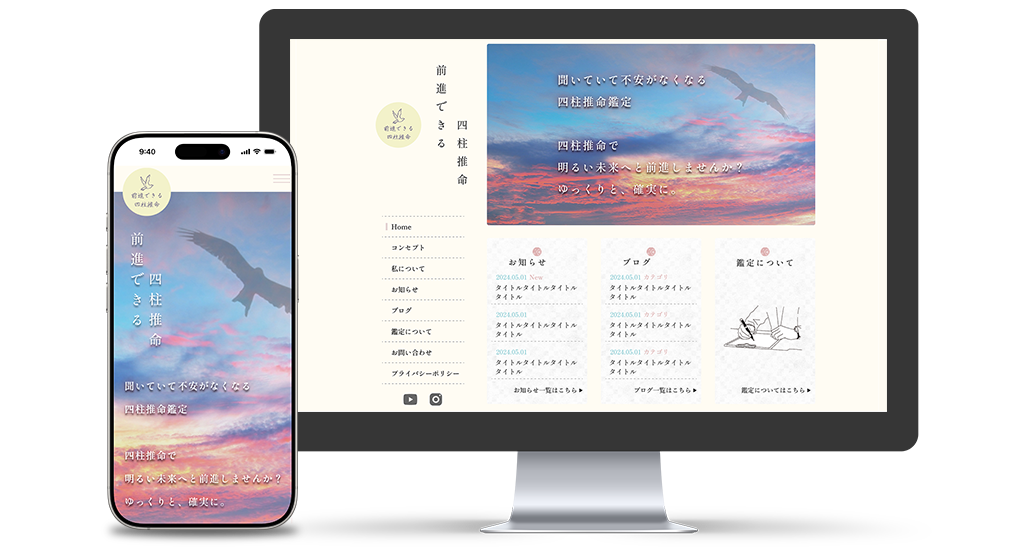 9:40
前進できる
四柱推命
前進できる
四柱推命
聞いていて不安がなくなる
四柱推命鑑定
四柱推命で
明るい未来へと前進しませんか？
ゆっくりと、確実に。
前進できる
四柱推命
前進できる
四柱推命
Home
コンセプト
私について
お知らせ
ブログ
鑑定について
お問い合わせ
プライバシーポリシー
聞いていて不安がなくなる
四柱推命鑑定
四柱推命で
明るい未来へと前進しませんか？
ゆっくりと、確実に。
お知らせ
2024.05.01 New
タイトルタイトルタイトル
タイトル
2024.05.01
タイトルタイトルタイトル
タイトル
2024.05.01
タイトルタイトルタイトル
タイトル
お知らせ一覧はこちら▶
ブログ
2024.05.01 カテゴリ
タイトルタイトルタイトル
タイトル
2024.05.01 カテゴリ
タイトルタイトルタイトル
タイトル
2024.05.01 カテゴリ
タイトルタイトルタイトル
タイトル
ブログ一覧はこちら▶
鑑定について
鑑定についてはこちら▶